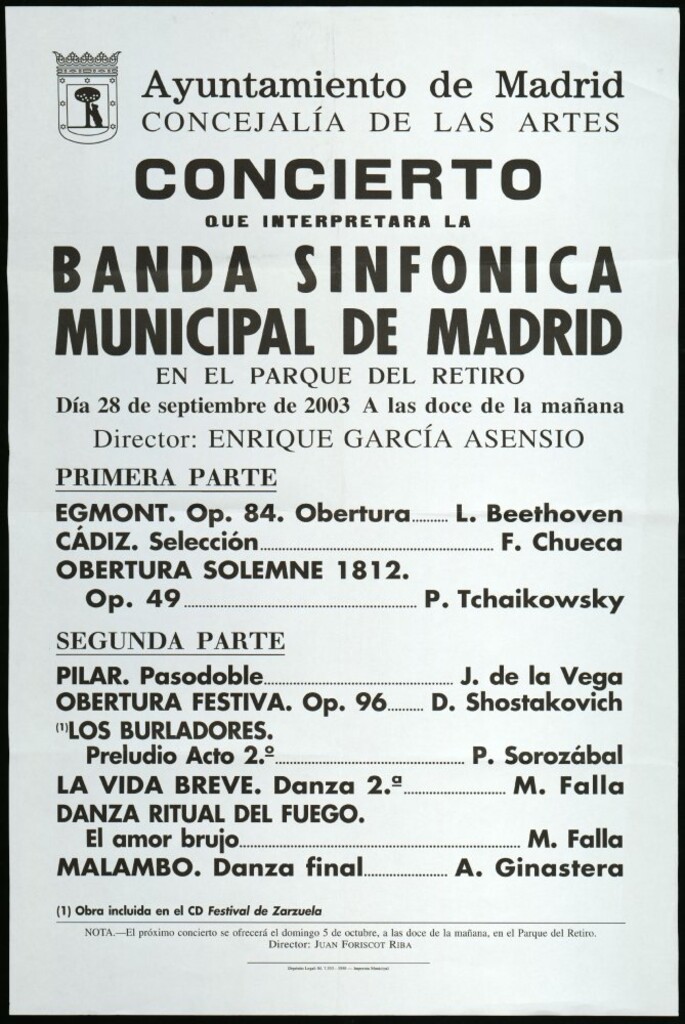 Ayuntamiento de Madrid
CONCEJALÍA DE LAS ARTES
CONCIERTO
QUE INTERPRETARA LA
BANDA SINFONICA
MUNICIPAL DE MADRID
EN EL PARQUE DEL RETIRO
Día 28 de septiembre de 2003 A las doce de la mañana
Director: ENRIQUE GARCÍA ASENSIO
PRIMERA PARTE
EGMONT. Op. 84. Obertura......... L. Beethoven
CÁDIZ. Selección.......... F. Chueca
OBERTURA SOLEMNE 1812.
Op. 49.......... P. Tchaikowsky
SEGUNDA PARTE
PILAR. Pasodoble.......... J. de la Vega
OBERTURA FESTIVA. Op. 96......... D. Shostakovich
(1)LOS BURLADORES.
Preludio Acto 2.º.......... P. Sorozábal
LA VIDA BREVE. Danza 2.ª.......... M. Falla
DANZA RITUAL DEL FUEGO.
El amor brujo.......... M. Falla
MALAMBO. Danza final.......... A. Ginastera
(1) Obra incluida en el CD Festival de Zarzuela
NOTA.—El próximo concierto se ofrecerá el domingo 5 de octubre, a las doce de la mañana, en el Parque del Retiro.
Director: JUAN FORISCOT RIBA
Depósito Legal: M.